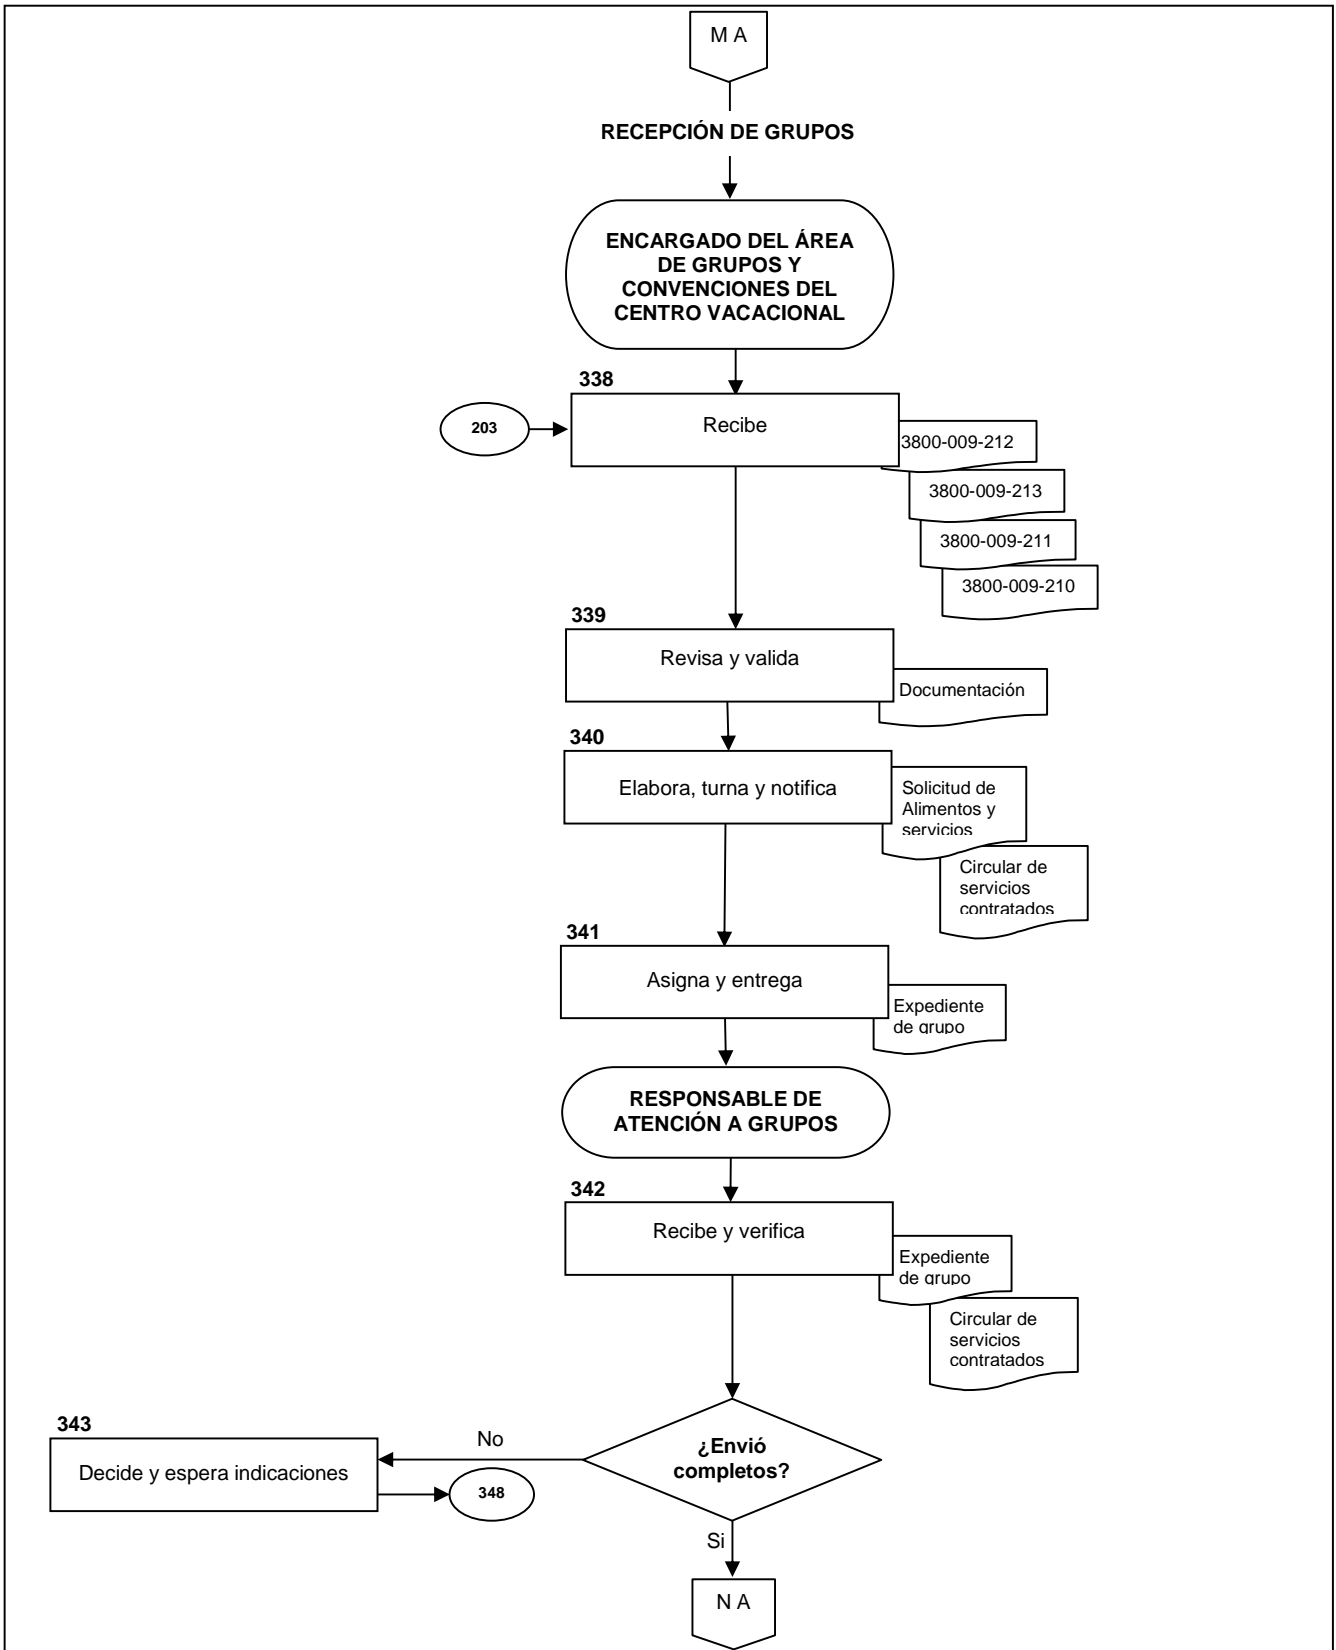 M A
RECEPCIÓN DE GRUPOS
ENCARGADO DEL ÁREA
DE GRUPOS Y
CONVENCIONES DEL
CENTRO VACACIONAL
338
203
Recibe
3800-009-212
3800-009-213
3800-009-211
3800-009-210
339
Revisa y valida
Documentación
340
Elabora, turna y notifica
Solicitud de
Alimentos y
servicios
Circular de
servicios
contratados
341
Asigna y entrega
Expediente
de grupo
RESPONSABLE DE
ATENCIÓN A GRUPOS
342
Recibe y verifica
Expediente
de grupo
Circular de
servicios
contratados
¿Envió
completos?
No
343
Decide y espera indicaciones
348
Si
N A